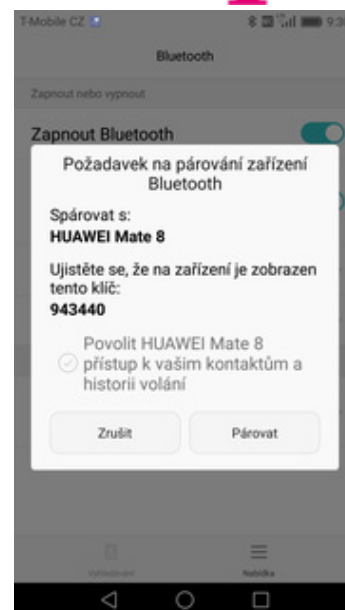 T-Mobile CZ
Bluetooth
Zapnout nebo vypnout
Zapnout Bluetooth
Požadavek na párování zařízení
Bluetooth
Spárovat s:
HUAWEI Mate 8
Ujistěte se, že na zařízení je zobrazen
tento klíč:
943440
Povolit HUAWEI Mate 8
přístup k vašim kontaktům a
historii volání
Zrušit
Párovat
Vyhledávání
Nabídka